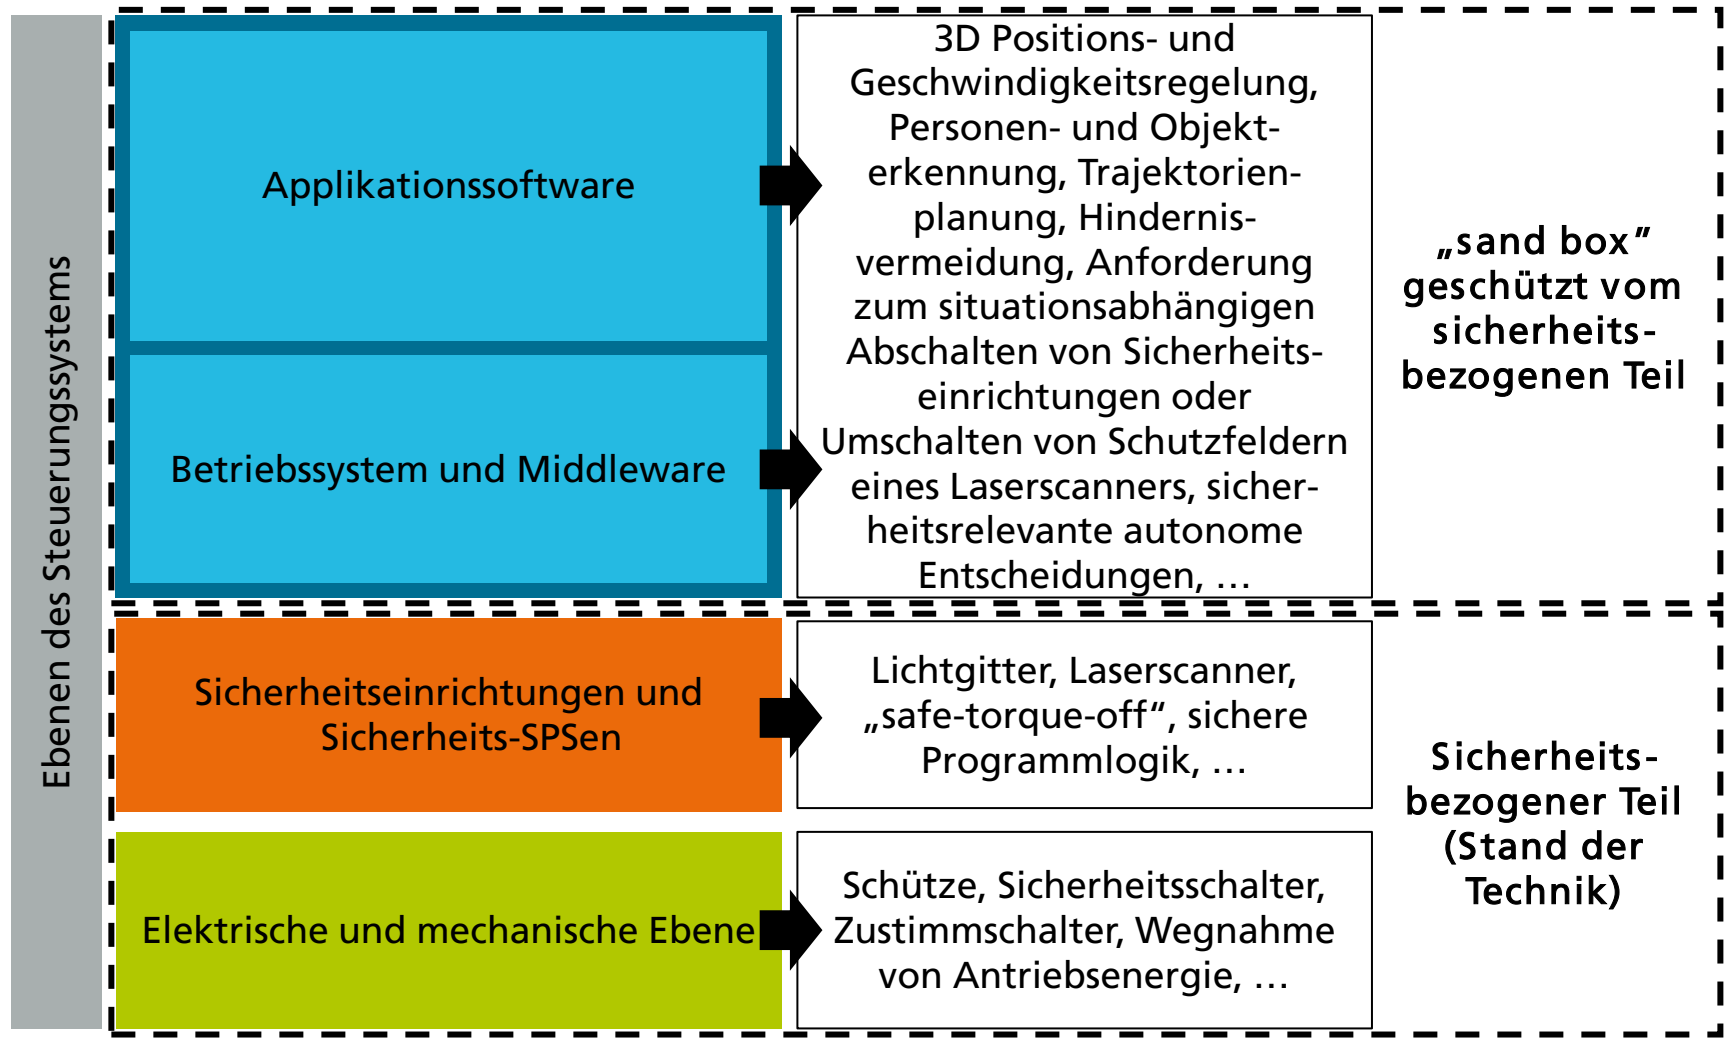 Ebenen des Steuerungssystems
Applikationssoftware
3D Positions- und
Geschwindigkeitsregelung,
Personen- und Objekt-
erkennung, Trajektorien-
planung, Hindernis-
vermeidung, Anforderung
zum situationsabhängigen
Abschalten von Sicherheits-
einrichtungen oder
Umschalten von Schutzfeldern
eines Laserscanners, sicher-
heitsrelevante autonome
Entscheidungen, …
„sand box”
geschützt vom
sicherheits-
bezogenen Teil
Betriebssystem und Middleware
Sicherheitseinrichtungen und
Sicherheits-SPSen
Lichtgitter, Laserscanner,
„safe-torque-off“, sichere
Programmlogik, …
Sicherheits-
bezogener Teil
(Stand der
Technik)
Elektrische und mechanische Ebene
Schütze, Sicherheitsschalter,
Zustimmschalter, Wegnahme
von Antriebsenergie, …